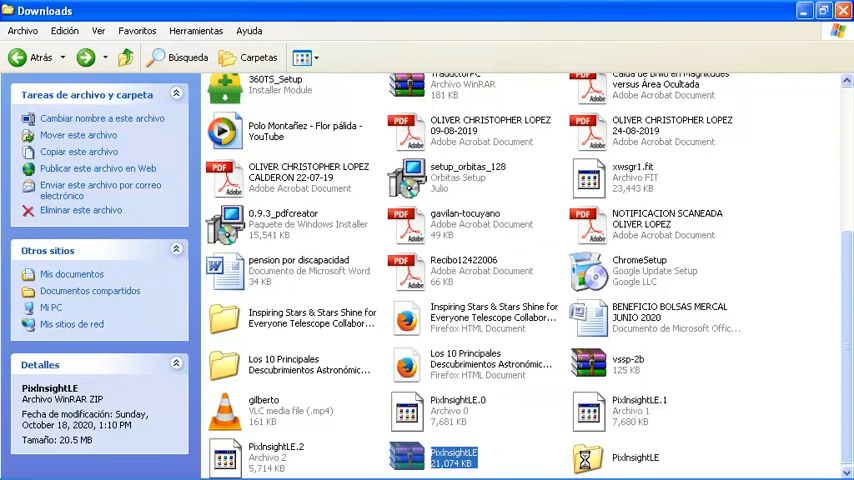 Downloads
Archivo Edición Ver Favoritos Herramientas Ayuda
Atrás Búsqueda Carpetas
Tareas de archivo y carpeta
Cambiar nombre a este archivo
Mover este archivo
Copiar este archivo
Publicar este archivo en Web
Enviar este archivo por correo
electrónico
Eliminar este archivo
Otros sitios
Mis documentos
Documentos compartidos
Mi PC
Mis sitios de red
Detalles
PixInsightLE
Archivo WinRAR ZIP
Fecha de modificación: Sunday,
October 18, 2020, 1:10 PM
Tamaño: 20.5 MB
360TS_Setup
Installer Module
Archivo WinRAR
181 KB
Caída de Brillo en Magnitudes
versus Area Ocultada
Adobe Acrobat Document
Polo Montañez - Flor pálida -
YouTube
OLIVER CHRISTOPHER LOPEZ
09-08-2019
Adobe Acrobat Document
OLIVER CHRISTOPHER LOPEZ
24-08-2019
Adobe Acrobat Document
OLIVER CHRISTOPHER LOPEZ
CALDERON 22-07-19
Adobe Acrobat Document
setup_orbitas_128
Orbitas Setup
Julio
xwsgr1.fit
Archivo FIT
23,443 KB
0.9.3_pdfcreator
Paquete de Windows Installer
15,541 KB
gavilan-tocuyano
Adobe Acrobat Document
49 KB
NOTIFICACION SCANEADA
OLIVER LOPEZ
Adobe Acrobat Document
pension por discapacidad
Documento de Microsoft Word
34 KB
Recibo12422006
Adobe Acrobat Document
66 KB
ChromeSetup
Google Update Setup
Google LLC
Inspiring Stars & Stars Shine for
Everyone Telescope Collabor...
Inspiring Stars & Stars Shine for
Everyone Telescope Collabor...
Firefox HTML Document
BENEFICIO BOLSAS MERCAL
JUNIO 2020
Documento de Microsoft Offic...
Los 10 Principales
Descubrimientos Astronómic...
Los 10 Principales
Descubrimientos Astronómic...
Firefox HTML Document
vssp-2b
125 KB
gilberto
VLC media file (.mp4)
161 KB
PixInsightLE.0
Archivo 0
7,681 KB
PixInsightLE.1
Archivo 1
7,680 KB
PixInsightLE.2
Archivo 2
5,714 KB
PixInsightLE
21,074 KB
PixInsightLE